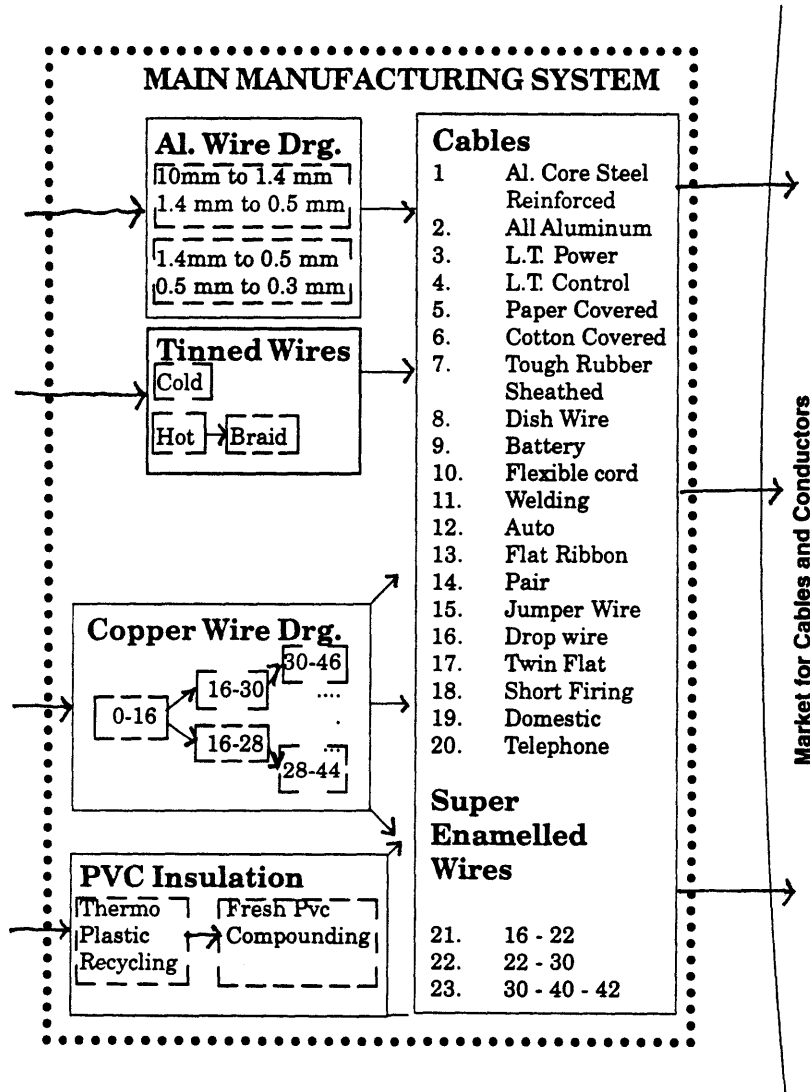 MAIN MANUFACTURING SYSTEM
Al. Wire Drg.
10mm to 1.4 mm
1.4 mm to 0.5 mm
1.4mm to 0.5 mm
0.5 mm to 0.3 mm
Tinned Wires
Cold
Hot
Braid
Copper Wire Drg.
0-16
16-30
30-46
....
.
....
16-28
28-44
PVC Insulation
Thermo
Plastic
Recycling
Fresh Pvc
Compounding
Cables
1 Al. Core Steel
Reinforced
2. All Aluminum
3. L.T. Power
4. L.T. Control
5. Paper Covered
6. Cotton Covered
7. Tough Rubber
Sheathed
8. Dish Wire
9. Battery
10. Flexible cord
11. Welding
12. Auto
13. Flat Ribbon
14. Pair
15. Jumper Wire
16. Drop wire
17. Twin Flat
18. Short Firing
19. Domestic
20. Telephone
Super
Enamelled
Wires
21. 16 - 22
22. 22 - 30
23. 30 - 40 - 42
Market for Cables and Conductors